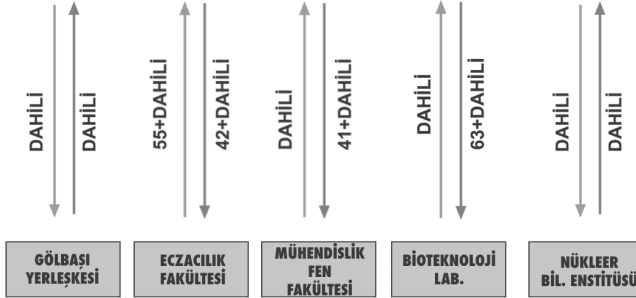 DAHİLİ
DAHİLİ
55+DAHİLİ
42+DAHİLİ
DAHİLİ
41+DAHİLİ
DAHİLİ
63+DAHİLİ
DAHİLİ
DAHİLİ
GÖLBAŞI
YERLEŞKESİ
ECZACILIK
FAKÜLTESİ
MÜHENDİSLİK
FEN
FAKÜLTESİ
BİOTEKNOLOJİ
LAB.
NÜKLEER
BİL. ENSTİTÜSÜ